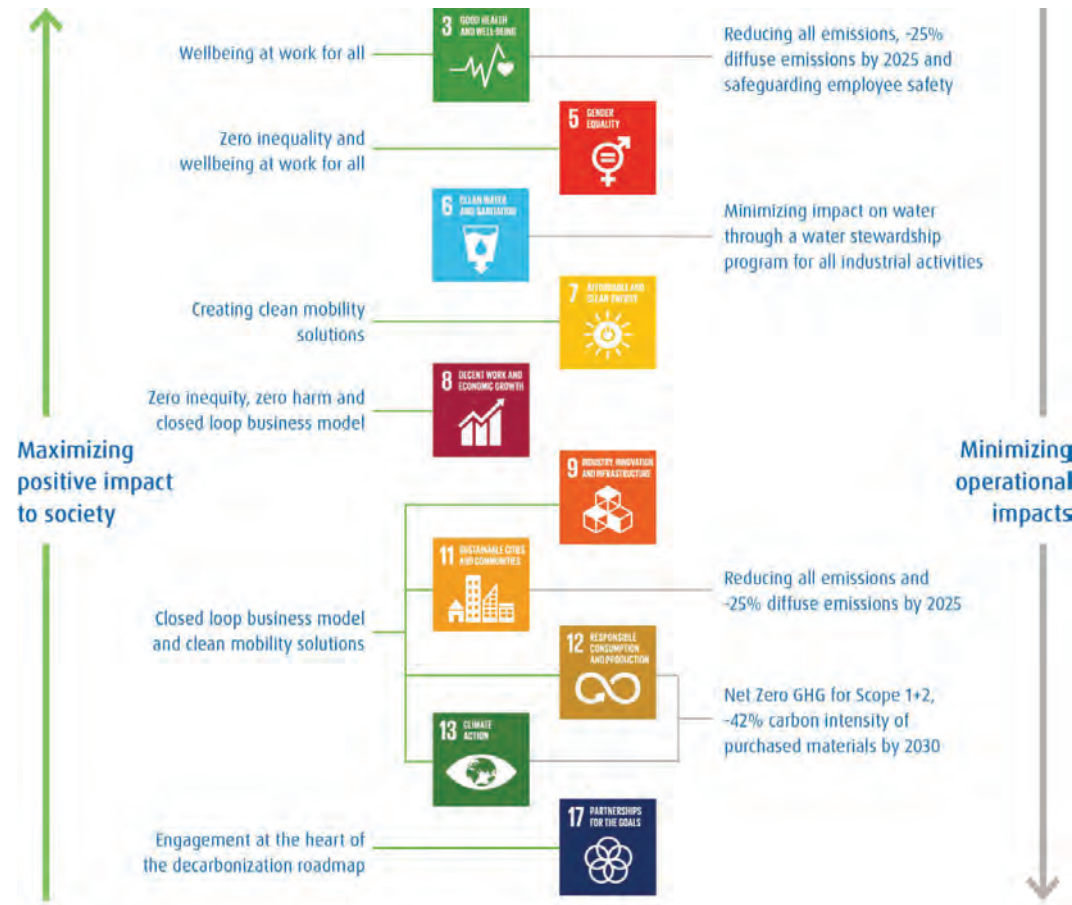 Wellbeing at work for all
3 GOOD HEALTH
AND WELL-BEING
Reducing all emissions, -25%
diffuse emissions by 2025 and
safeguarding employee safety
Zero inequality and
wellbeing at work for all
5 GENDER
EQUALITY
6 CLEAN WATER
AND SANITATION
Minimizing impact on water
through a water stewardship
program for all industrial activities
Creating clean mobility
solutions
7 AFFORDABLE AND
CLEAN ENERGY
Zero inequity, zero harm and
closed loop business model
8 DECENT WORK AND
ECONOMIC GROWTH
Maximizing
positive impact
to society
9 INDUSTRY, INNOVATION
AND INFRASTRUCTURE
Minimizing
operational
impacts
Closed loop business model
and clean mobility solutions
11 SUSTAINABLE CITIES
AND COMMUNITIES
Reducing all emissions and
-25% diffuse emissions by 2025
12 RESPONSIBLE
CONSUMPTION
AND PRODUCTION
13 CLIMATE
ACTION
Net Zero GHG for Scope 1+2,
-42% carbon intensity of
purchased materials by 2030
Engagement at the heart of
the decarbonization roadmap
17 PARTNERSHIPS
FOR THE GOALS